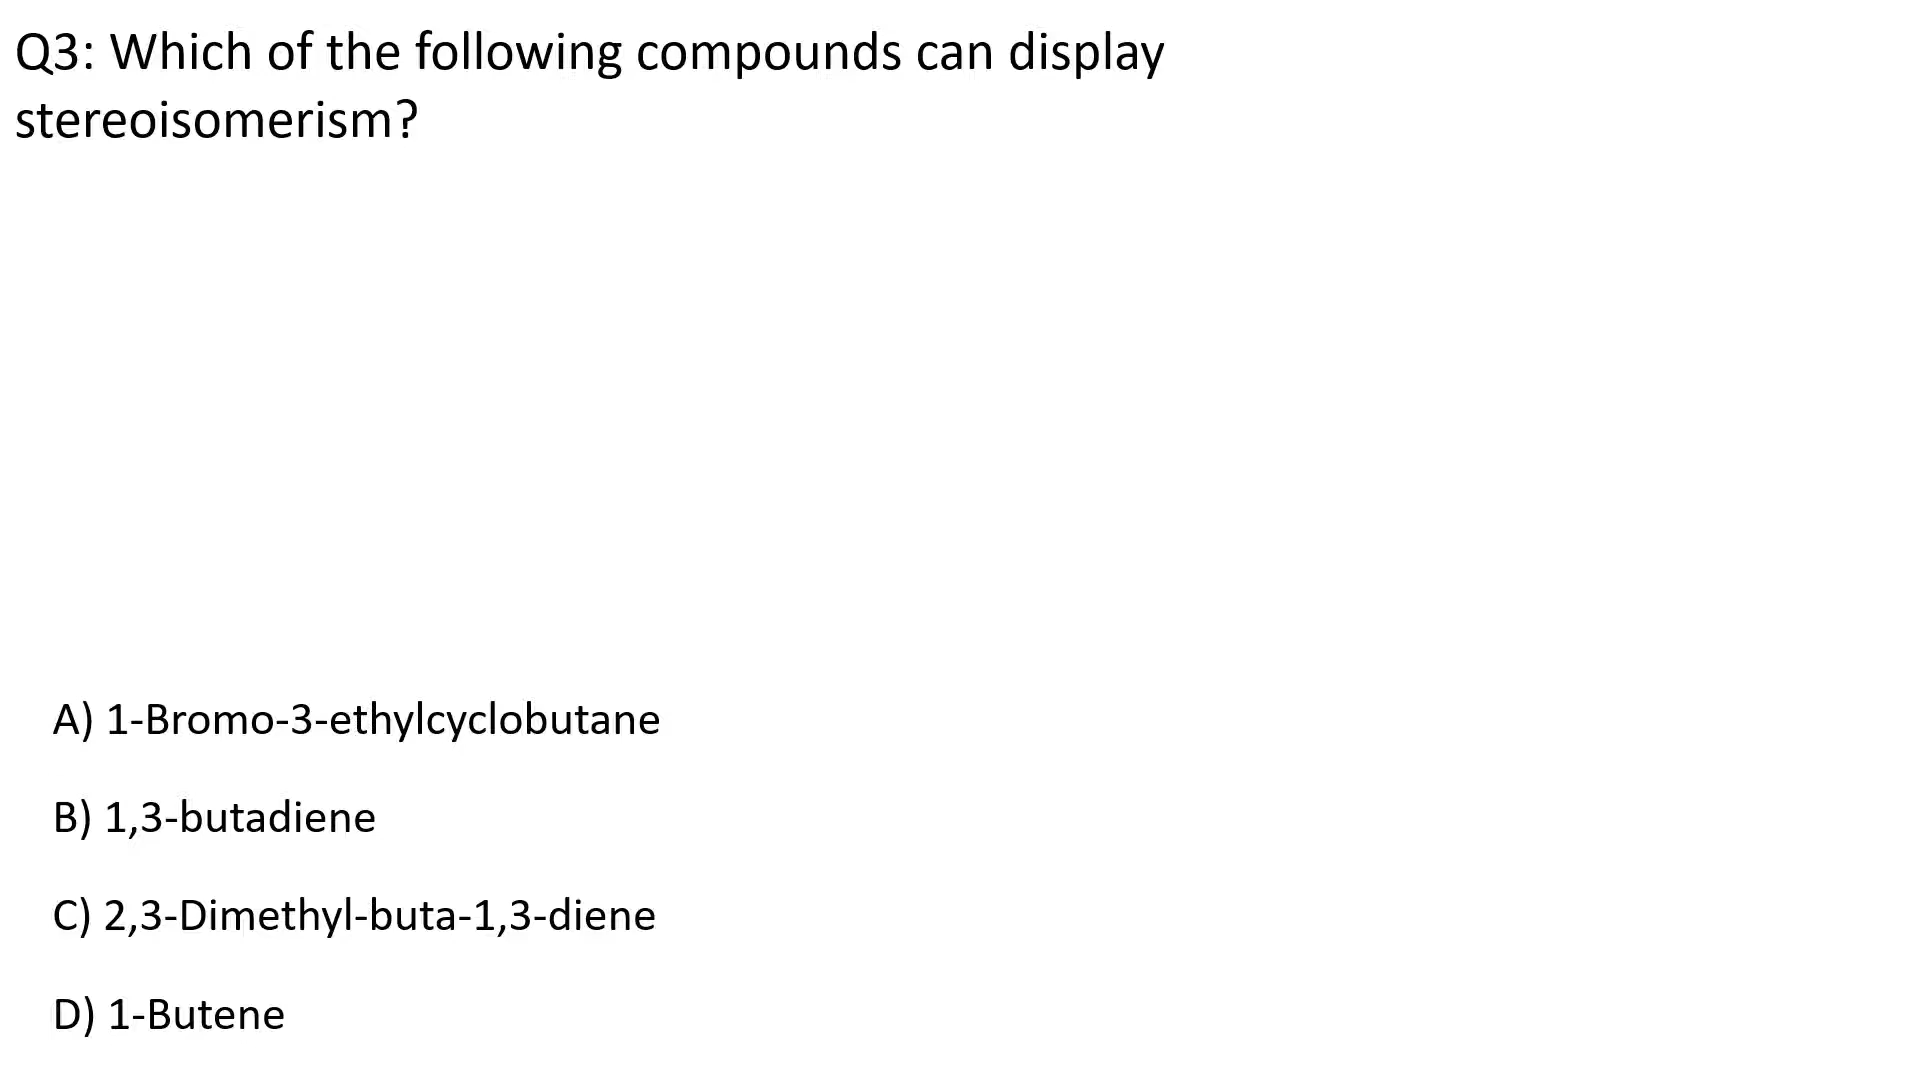 Q3: Which of the following compounds can display
stereoisomerism?
A) 1-Bromo-3-ethylcyclobutane
B) 1,3-butadiene
C) 2,3-Dimethyl-buta-1,3-diene
D) 1-Butene